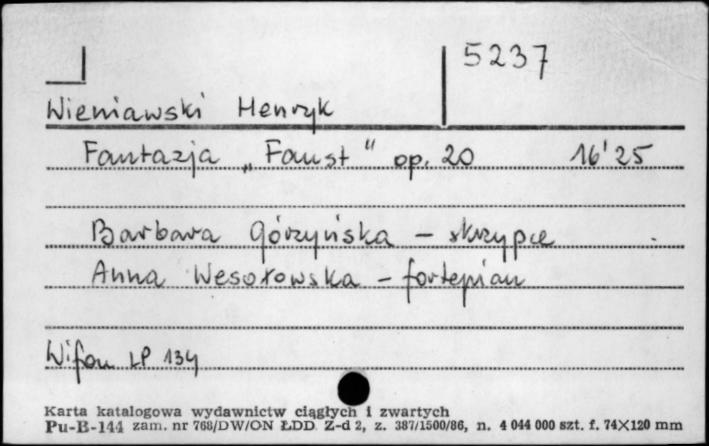 5237
Wieniawski Henryk
Fantazja „Faust" op. 20 16'25
Barbara Górzyńska – skrzypce
Anna Wesołowska – fortepian
Wifon LP 134
Karta katalogowa wydawnictw ciągłych i zwartych
Pu-B-144 zam. nr 768/DW/ON ŁDD Z-d 2, z. 387/1500/86, n. 4 044 000 szt. f. 74×120 mm